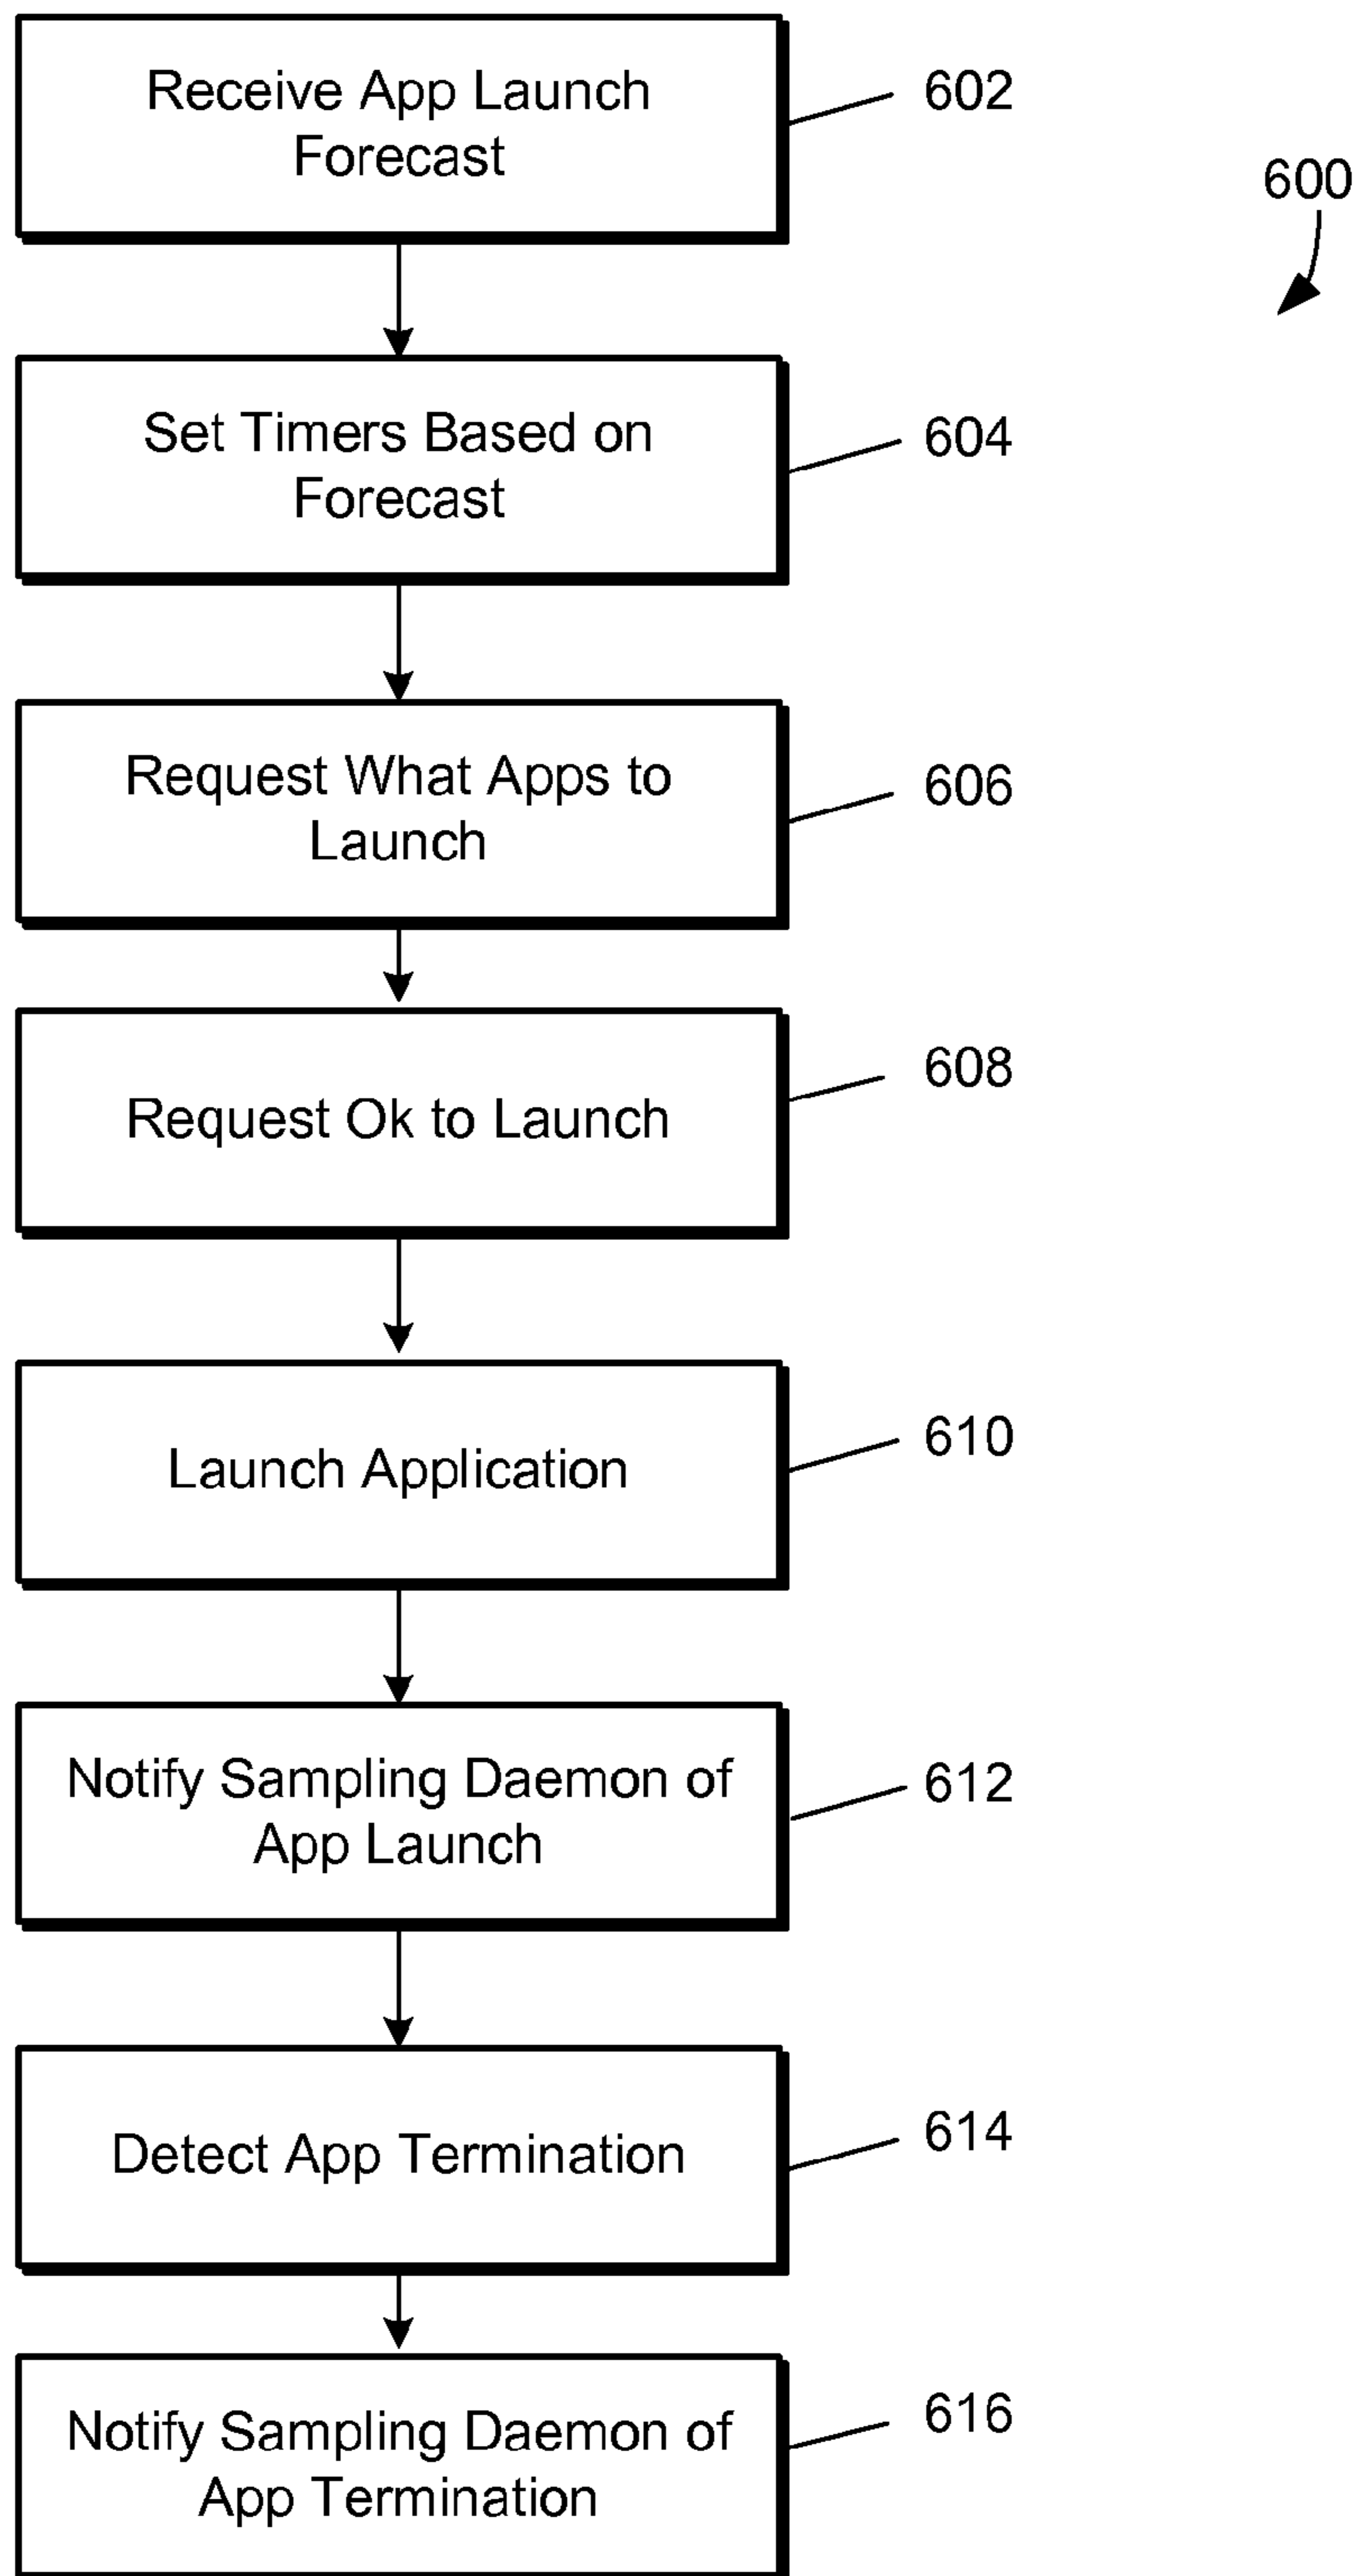 Receive App Launch
Forecast
602
600
Set Timers Based on
Forecast
604
Request What Apps to
Launch
606
Request Ok to Launch
608
Launch Application
610
Notify Sampling Daemon of
App Launch
612
Detect App Termination
614
Notify Sampling Daemon of
App Termination
616